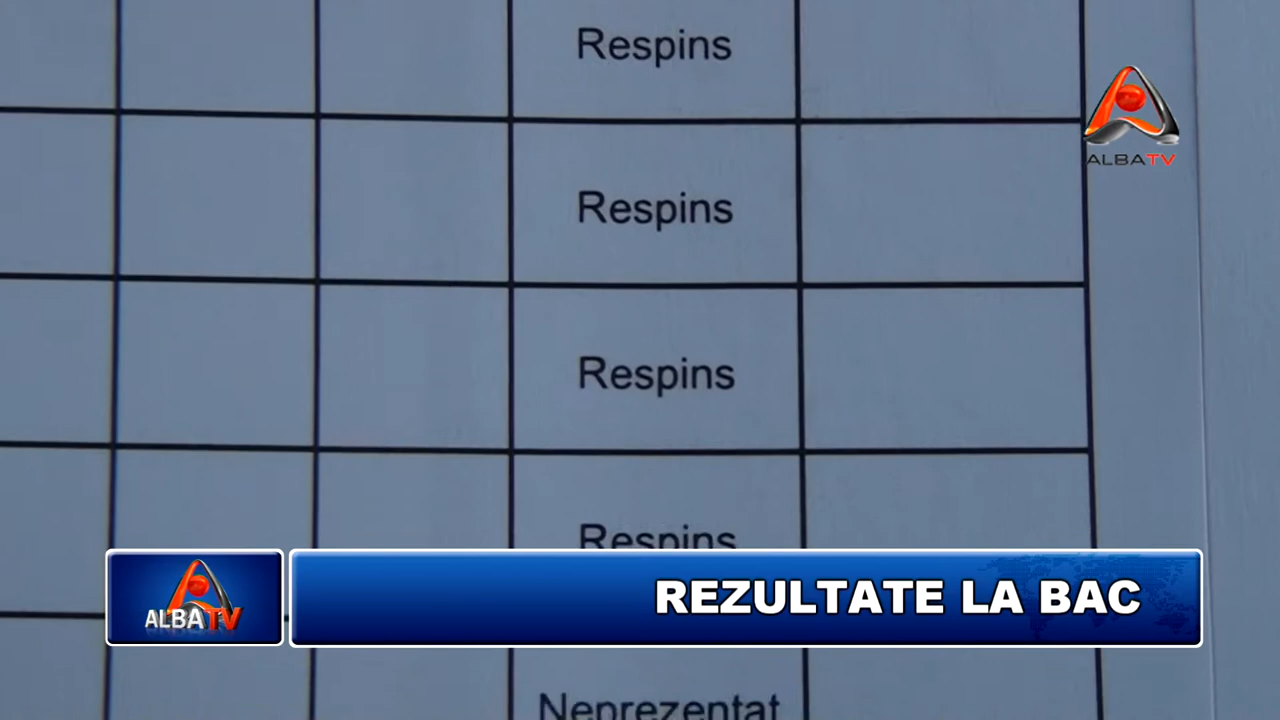 Respins
ALBATV
Respins
Respins
Respins
ALBATV
REZULTATE LA BAC
Neprezentat